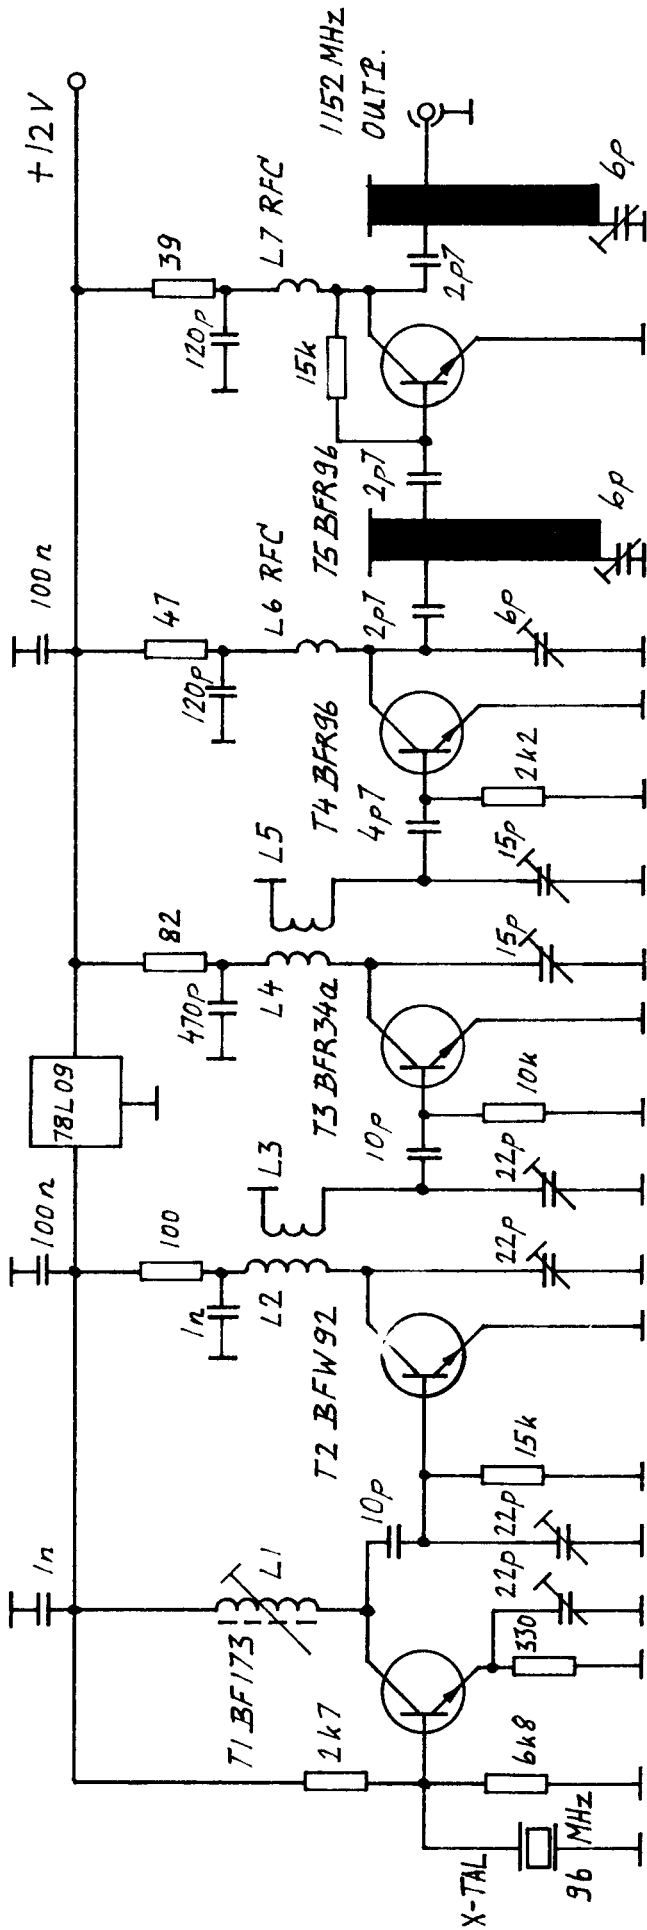 1n
100n
100n
+12V
78L09
100
82
47
39
1n
470p
120p
120p
T1 BF173
L1
L2
L3
L4
L5
L6 RFC
L7 RFC
2k7
T2 BFW92
T3 BFR34a
T4 BFR96
T5 BFR96
15k
1152 MHz
OUTP.
10p
10p
4p7
2p7
2p7
2p7
X-TAL
96 MHz
6k8
330
22p
22p
15k
22p
22p
10k
15p
15p
2k2
6p
6p
6p